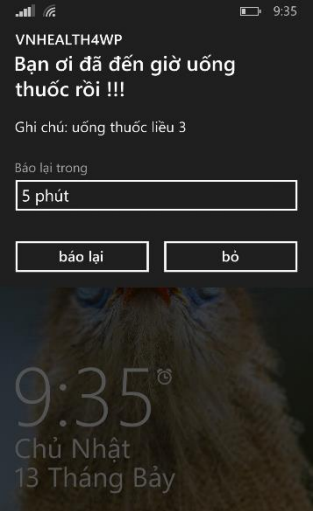 9:35
VNHEALTH4WP
Bạn ơi đã đến giờ uống
thuốc rồi !!!
Ghi chú: uống thuốc liều 3
Báo lại trong
5 phút
báo lại
bỏ
9:35
Chủ Nhật
13 Tháng Bảy